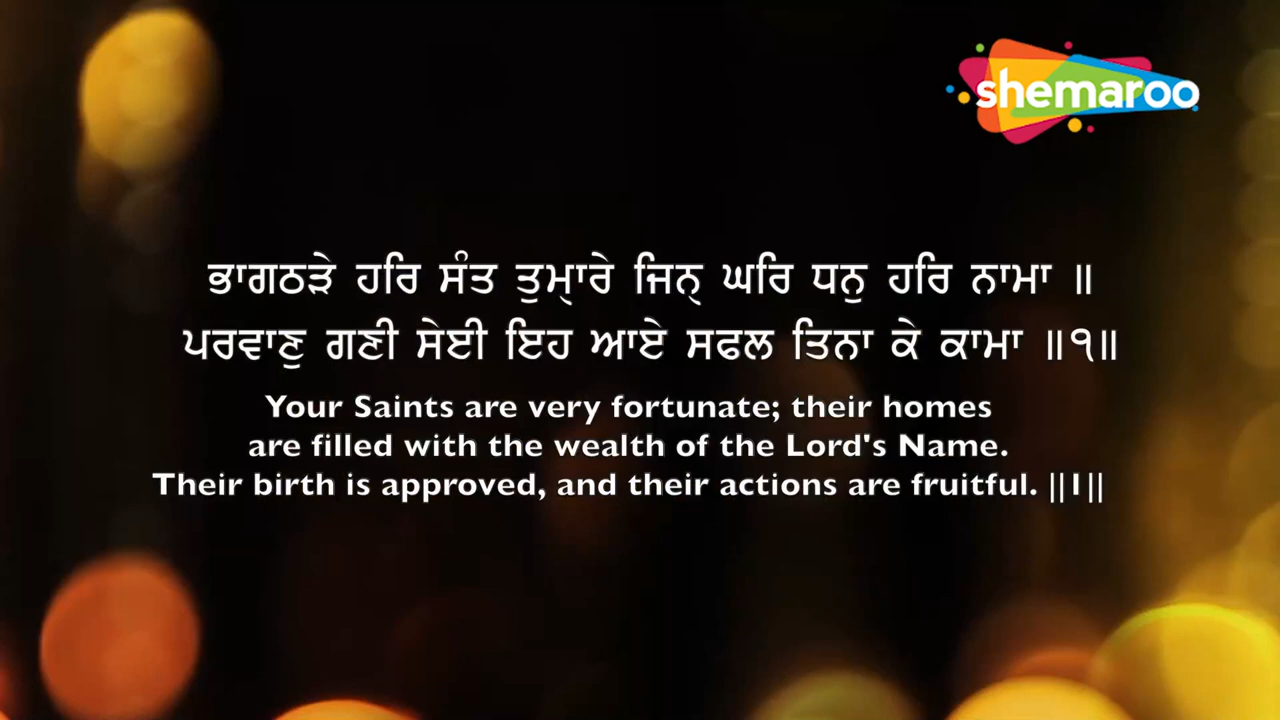 shemaroo
ਭਾਗਠੜੇ ਹਰਿ ਸੰਤ ਤੁਮ੍ਹਾਰੇ ਜਿਨ੍ ਘਰਿ ਧਨੁ ਹਰਿ ਨਾਮਾ ॥
ਪਰਵਾਣੁ ਗਣੀ ਸੇਈ ਇਹ ਆਏ ਸਫਲ ਤਿਨਾ ਕੇ ਕਾਮਾ ॥੧॥
Your Saints are very fortunate; their homes
are filled with the wealth of the Lord's Name.
Their birth is approved, and their actions are fruitful. ||1||